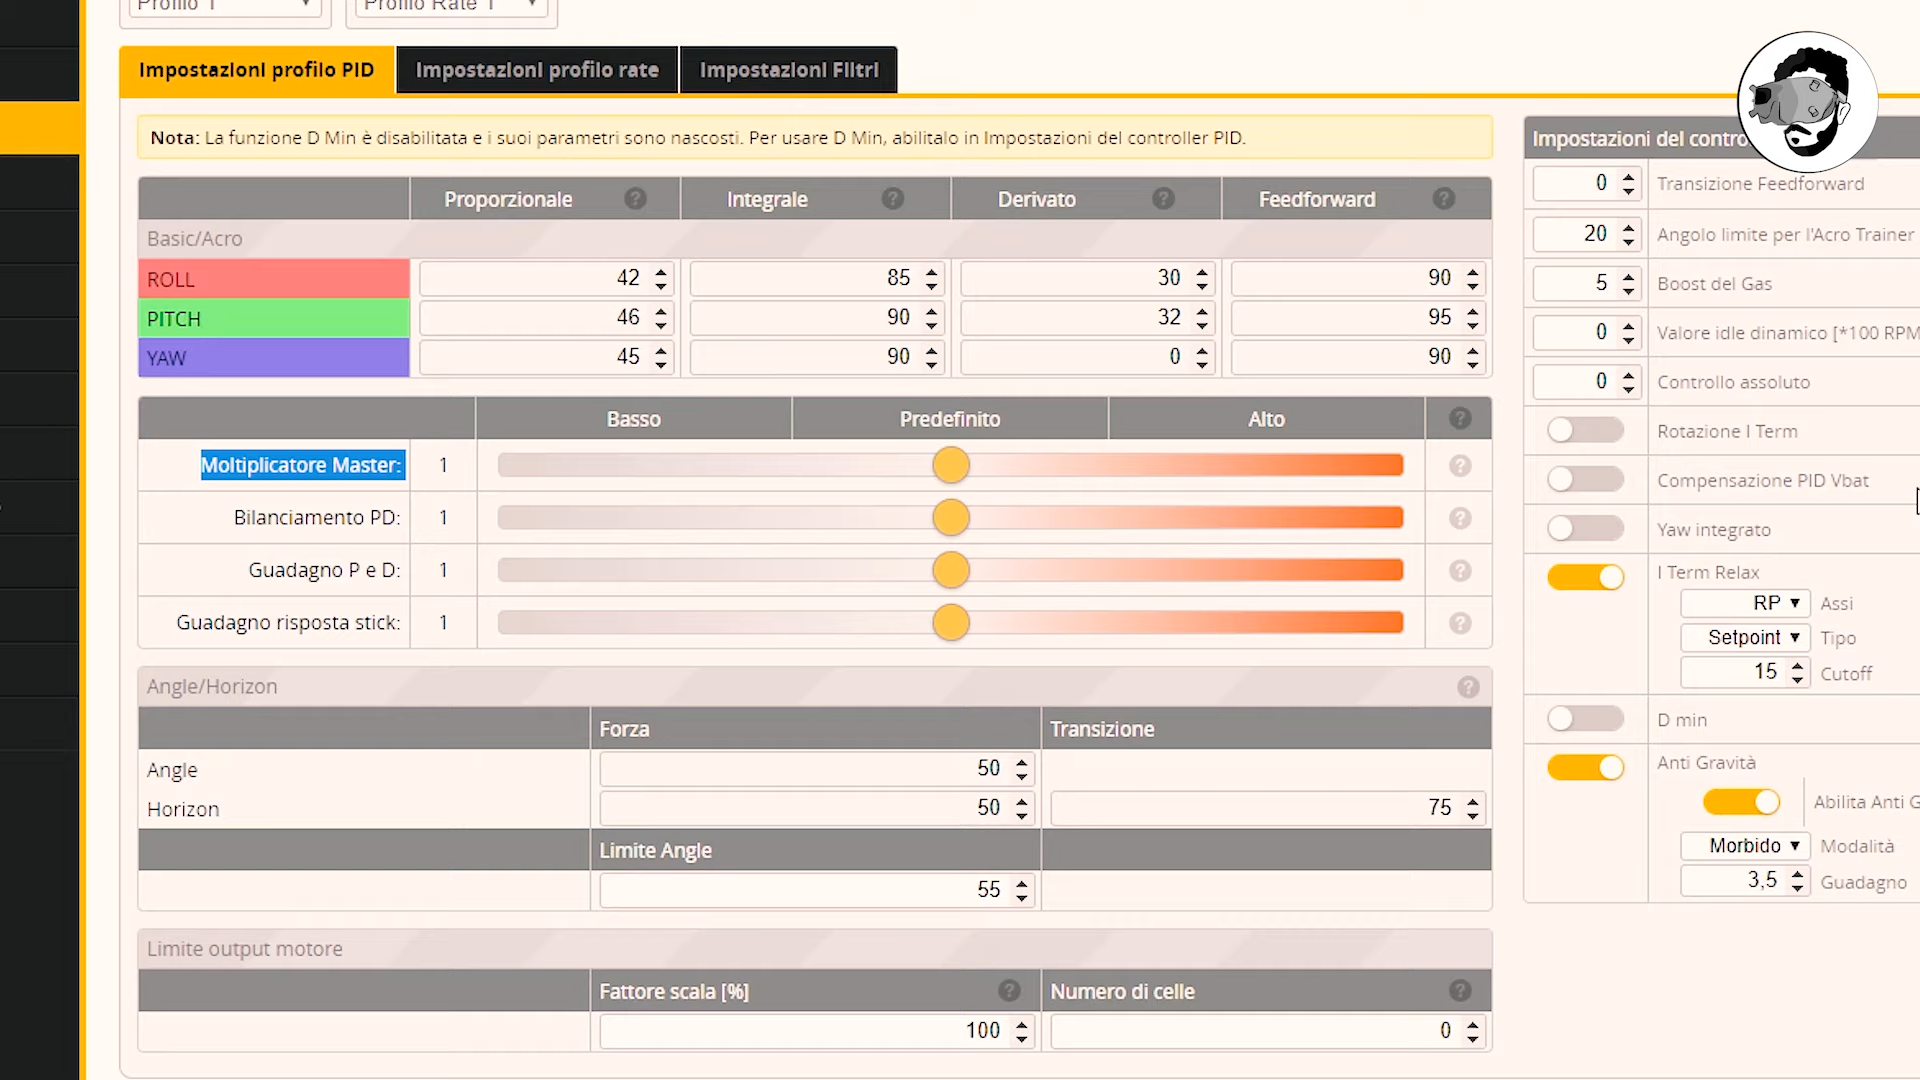 Profilo 1
Profilo Rate 1
Impostazioni profilo PID
Impostazioni profilo rate
Impostazioni Filtri
Nota: La funzione D Min è disabilitata e i suoi parametri sono nascosti. Per usare D Min, abilitalo in Impostazioni del controller PID.
Proporzionale ? Integrale ? Derivato ? Feedforward ?
Basic/Acro
ROLL 42 85 30 90
PITCH 46 90 32 95
YAW 45 90 0 90
Basso Predefinito Alto ?
Moltiplicatore Master: 1 ?
Bilanciamento PD: 1 ?
Guadagno P e D: 1 ?
Guadagno risposta stick: 1 ?
Angle/Horizon ?
Forza Transizione
Angle 50
Horizon 50 75
Limite Angle
55
Limite output motore
Fattore scala [%] ? Numero di celle ?
100 0
Impostazioni del contro
0 Transizione Feedforward
20 Angolo limite per l'Acro Trainer
5 Boost del Gas
0 Valore idle dinamico [*100 RPM
0 Controllo assoluto
Rotazione I Term
Compensazione PID Vbat
Yaw integrato
I Term Relax
RP Assi
Setpoint Tipo
15 Cutoff
D min
Anti Gravità
Abilita Anti G
Morbido Modalità
3,5 Guadagno